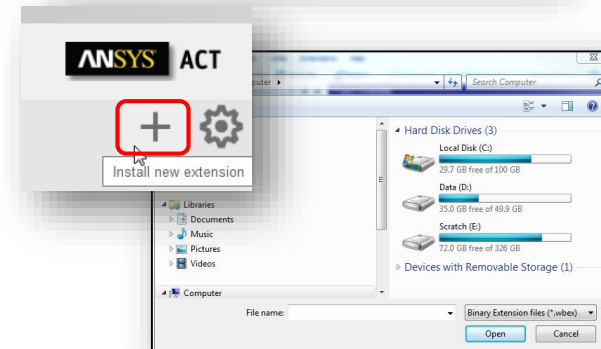 ANSYS ACT
Install new extension
Search Computer
Hard Disk Drives (3)
Local Disk (C:)
29.7 GB free of 100 GB
Data (D:)
35.0 GB free of 49.9 GB
Scratch (E:)
72.0 GB free of 326 GB
Devices with Removable Storage (1)
Libraries
Documents
Music
Pictures
Videos
Computer
File name:
Binary Extension files (*.wbex)
Open
Cancel